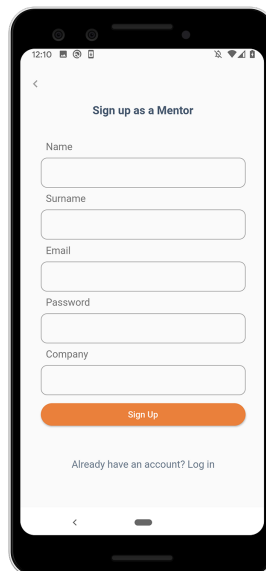 12:10
Sign up as a Mentor
Name
Surname
Email
Password
Company
Sign Up
Already have an account? Log in